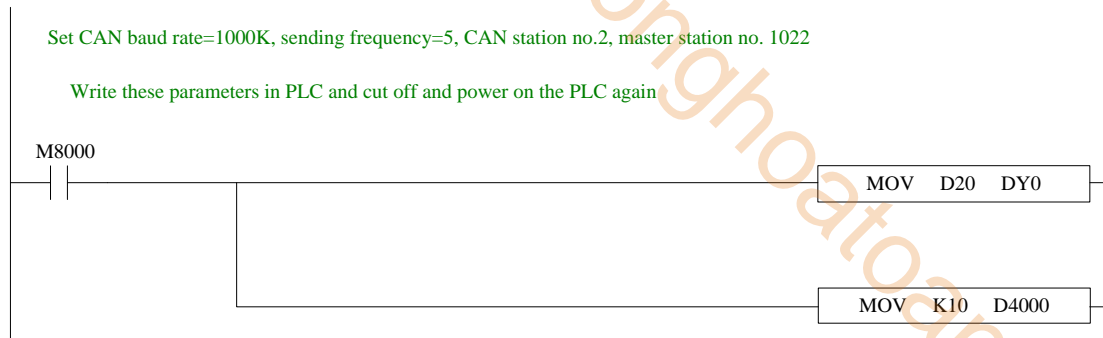 Set CAN baud rate=1000K, sending frequency=5, CAN station no.2, master station no. 1022
Write these parameters in PLC and cut off and power on the PLC again
M8000
MOV D20 DY0
MOV K10 D4000
onghoatoan